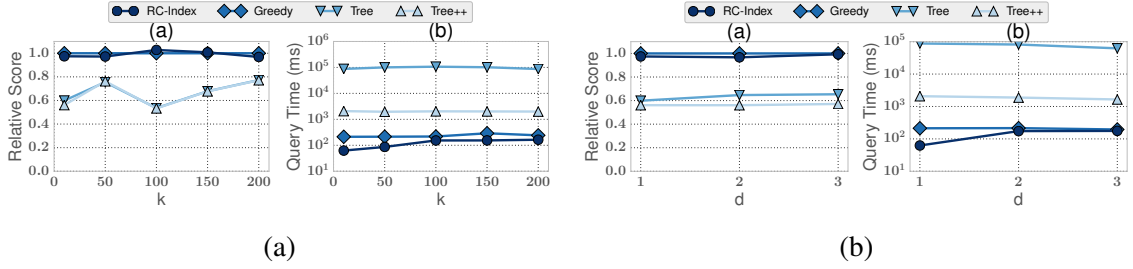 RC-Index Greedy Tree Tree++
(a) (b)
Relative Score
1.0
0.8
0.6
0.4
0.2
0.0
0 50 100 150 200
k
Query Time (ms)
10^6
10^5
10^4
10^3
10^2
10^1
0 50 100 150 200
k
(a)
RC-Index Greedy Tree Tree++
(a) (b)
Relative Score
1.0
0.8
0.6
0.4
0.2
0.0
1 2 3
d
Query Time (ms)
10^5
10^4
10^3
10^2
10^1
1 2 3
d
(b)